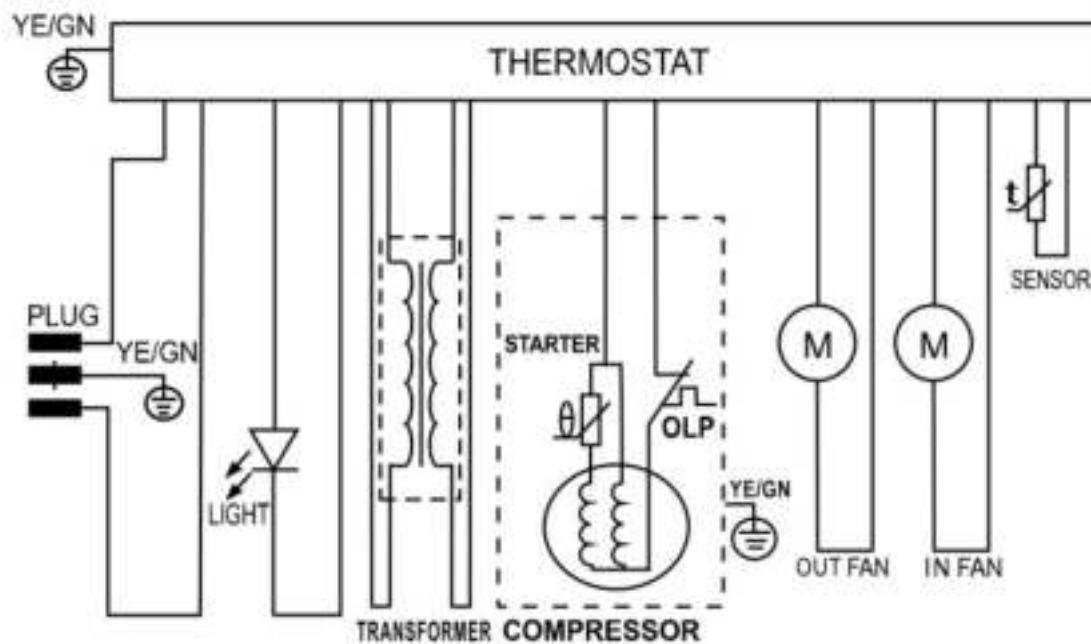 YE/GN
THERMOSTAT
t
SENSOR
PLUG
YE/GN
STARTER
M
M
θ
OLP
YE/GN
LIGHT
OUT FAN
IN FAN
TRANSFORMER
COMPRESSOR